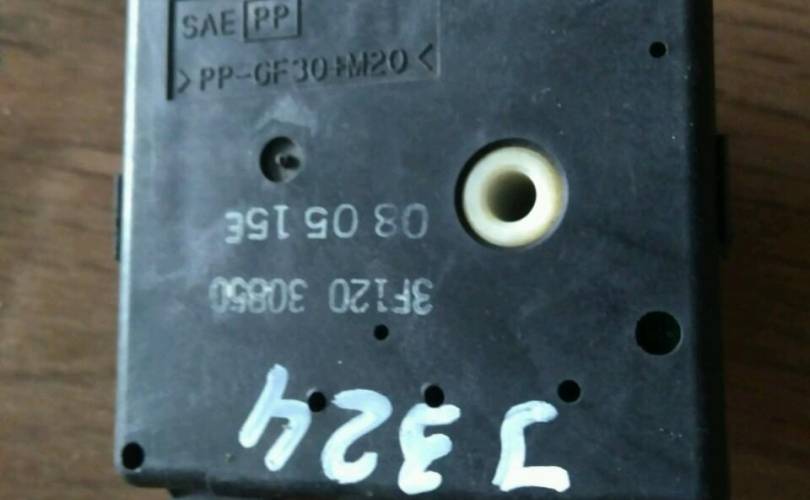 SAE PP
>PP-GF30+M20<
08 05 15E
3F120 30850
J324